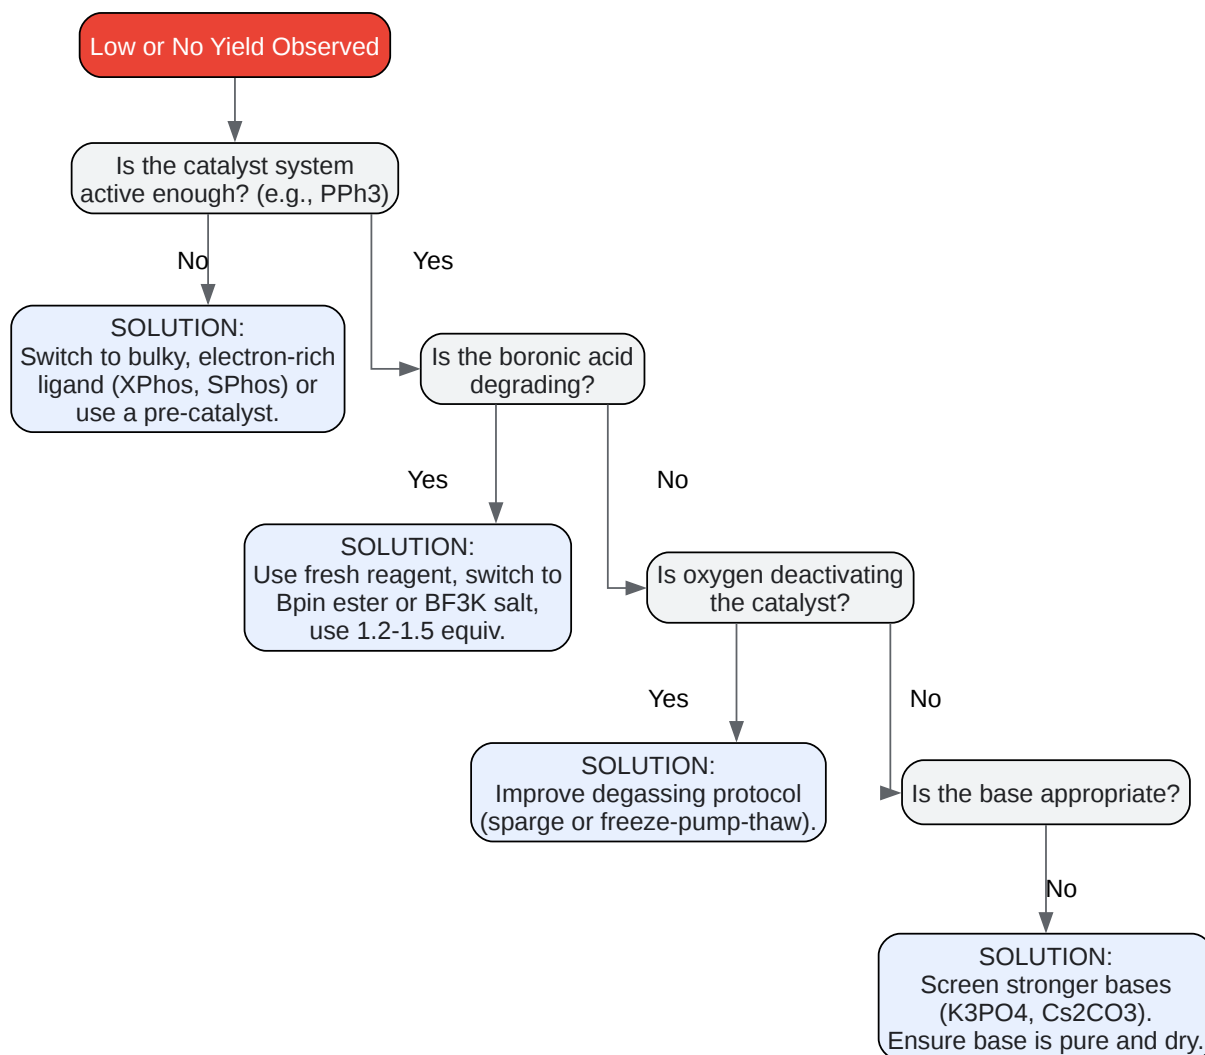 Low or No Yield Observed
Is the catalyst system
active enough? (e.g., PPh3)
No
Yes
SOLUTION:
Switch to bulky, electron-rich
ligand (XPhos, SPhos) or
use a pre-catalyst.
Is the boronic acid
degrading?
Yes
No
SOLUTION:
Use fresh reagent, switch to
Bpin ester or BF3K salt,
use 1.2-1.5 equiv.
Is oxygen deactivating
the catalyst?
Yes
No
SOLUTION:
Improve degassing protocol
(sparge or freeze-pump-thaw).
Is the base appropriate?
No
SOLUTION:
Screen stronger bases
(K3PO4, Cs2CO3).
Ensure base is pure and dry.